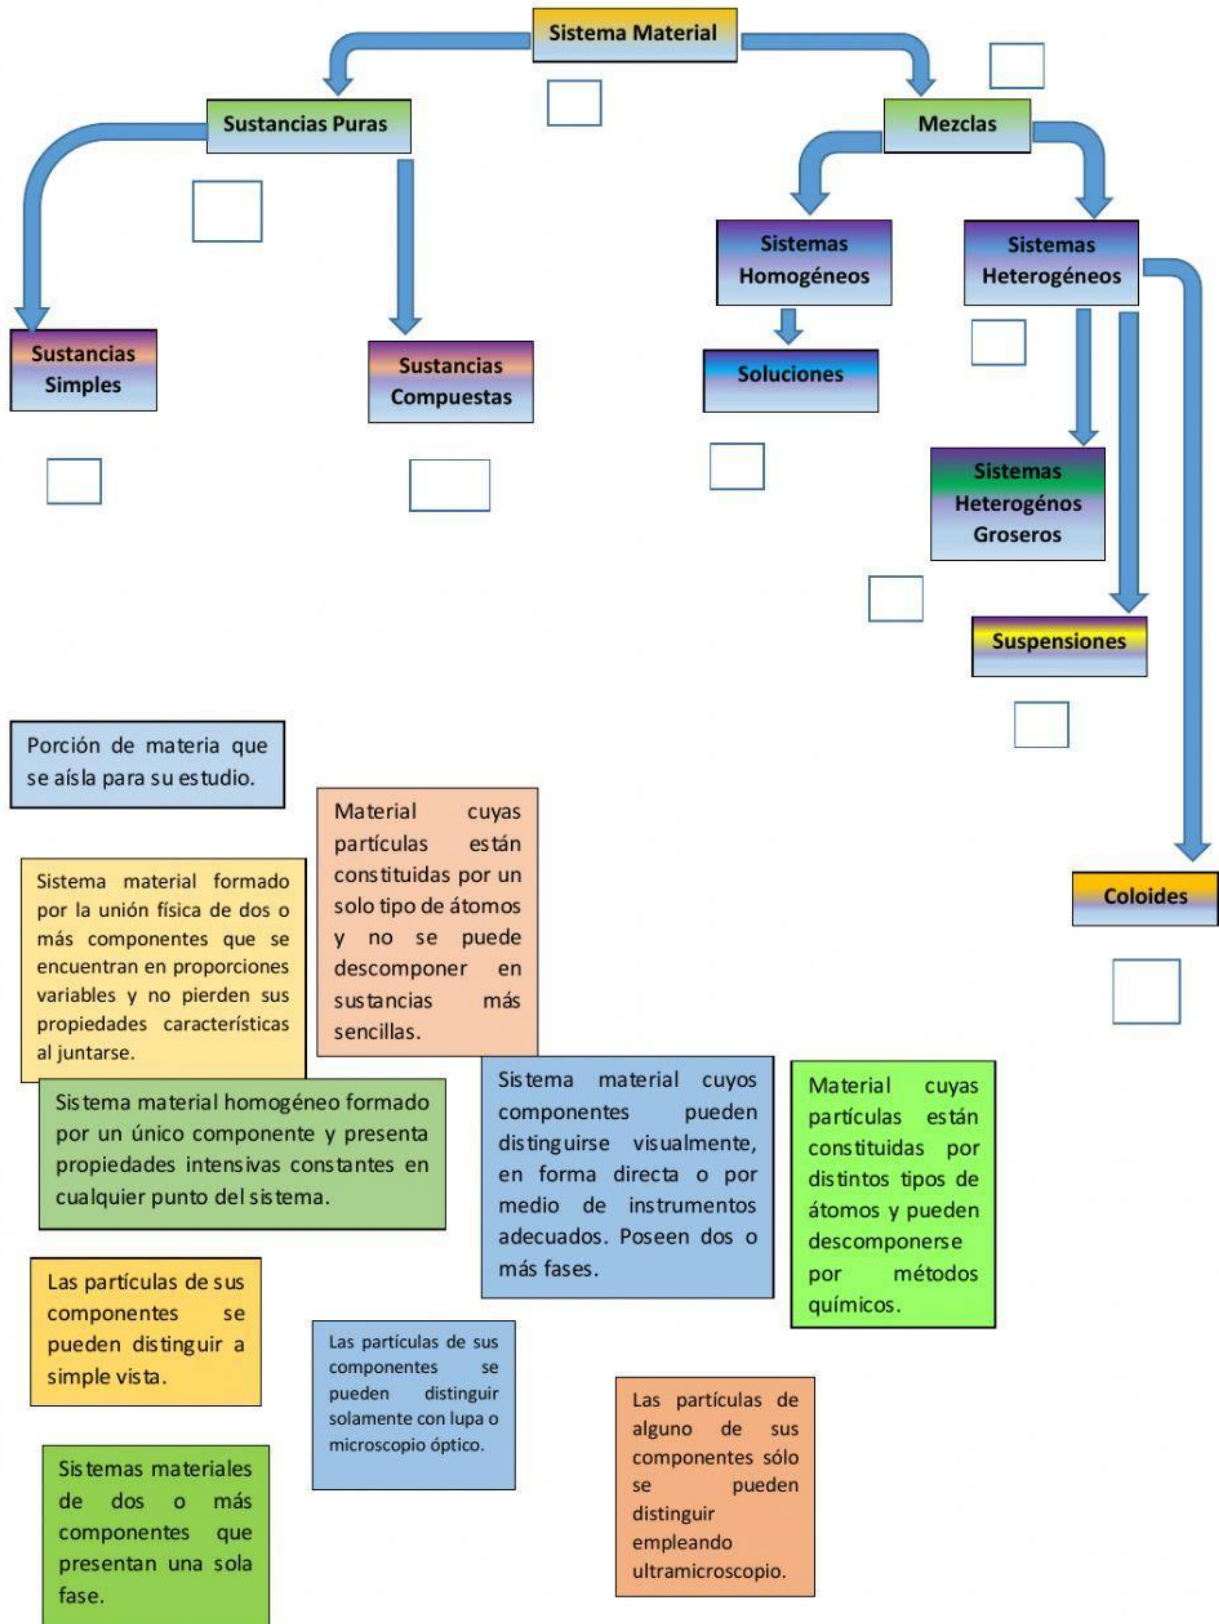 Sistema Material
Sustancias Puras
Mezclas
Sistemas
Homogéneos
Sistemas
Heterogéneos
Sustancias
Simples
Sustancias
Compuestas
Soluciones
Sistemas
Heterogénos
Groseros
Suspensiones
Coloides
Porción de materia que
se aísla para su estudio.
Material cuyas
partículas están
constituidas por un
solo tipo de átomos
y no se puede
descomponer en
sustancias más
sencillas.
Sistema material formado
por la unión física de dos o
más componentes que se
encuentran en proporciones
variables y no pierden sus
propiedades características
al juntarse.
Sistema material homogéneo formado
por un único componente y presenta
propiedades intensivas constantes en
cualquier punto del sistema.
Sistema material cuyos
componentes pueden
distinguirse visualmente,
en forma directa o por
medio de instrumentos
adecuados. Poseen dos o
más fases.
Material cuyas
partículas están
constituidas por
distintos tipos de
átomos y pueden
descomponerse
por métodos
químicos.
Las partículas de sus
componentes se
pueden distinguir a
simple vista.
Las partículas de sus
componentes se
pueden distinguir
solamente con lupa o
microscopio óptico.
Las partículas de
alguno de sus
componentes sólo
se pueden
distinguir
empleando
ultramicroscopio.
Sistemas materiales
de dos o más
componentes que
presentan una sola
fase.